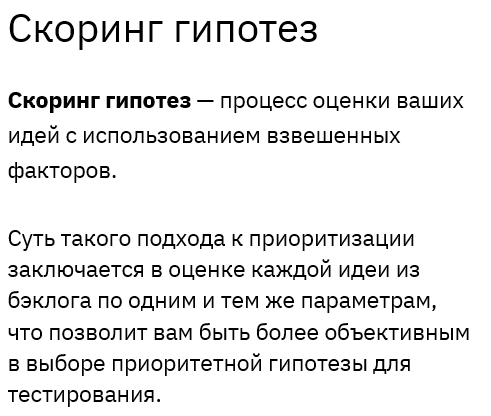 Скоринг гипотез
Скоринг гипотез — процесс оценки ваших
идей с использованием взвешенных
факторов.
Суть такого подхода к приоритизации
заключается в оценке каждой идеи из
бэклога по одним и тем же параметрам,
что позволит вам быть более объективным
в выборе приоритетной гипотезы для
тестирования.